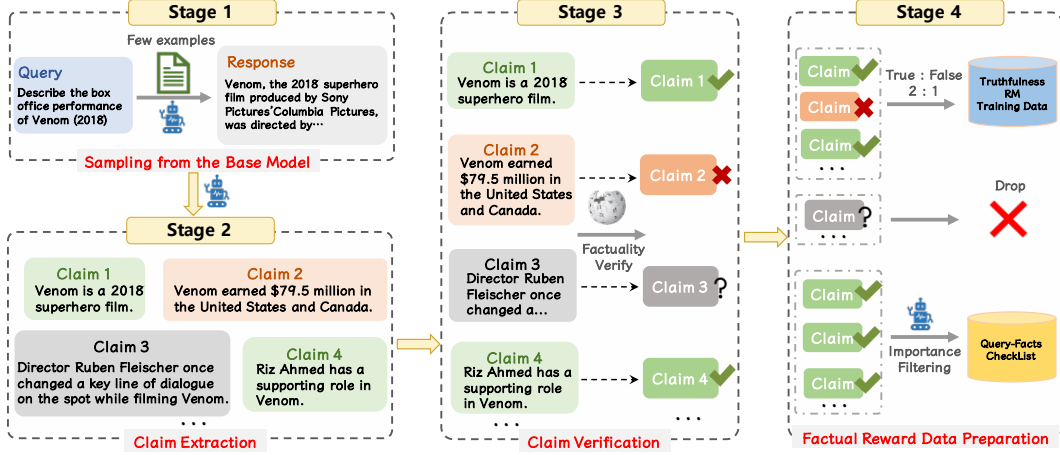 Stage 1
Few examples
Query
Describe the box
office performance
of Venom (2018)
Response
Venom, the 2018 superhero
film produced by Sony
Pictures'Columbia Pictures,
was directed by…
Sampling from the Base Model
Stage 2
Claim 1
Venom is a 2018
superhero film.
Claim 2
Venom earned $79.5 million in
the United States and Canada.
Claim 3
Director Ruben Fleischer once
changed a key line of dialogue
on the spot while filming Venom.
Claim 4
Riz Ahmed has a
supporting role in
Venom.
...
Claim Extraction
Stage 3
Claim 1
Venom is a 2018
superhero film.
Claim 1
Claim 2
Venom earned
$79.5 million in
the United States
and Canada.
Claim 2
Factuality
Verify
Claim 3
Director Ruben
Fleischer once
changed a...
Claim 3
?
Claim 4
Riz Ahmed has a
supporting role
in Venom.
Claim 4
...
...
Claim Verification
Stage 4
Claim
Claim
Claim
...
True : False
2 : 1
Truthfulness
RM
Training Data
Claim
?
...
Drop
Claim
Claim
Claim
...
Importance
Filtering
Query-Facts
CheckList
Factual Reward Data Preparation